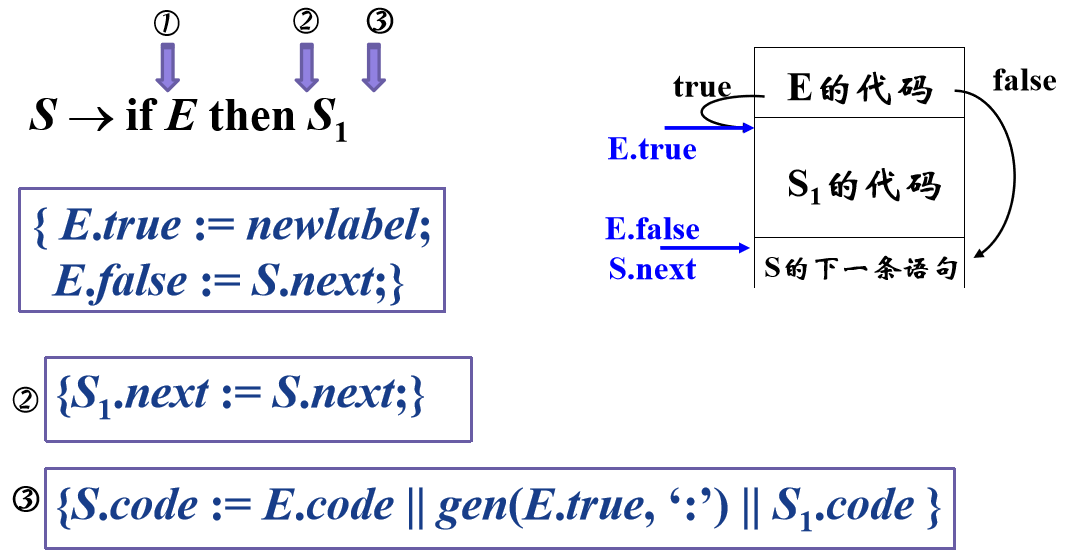 ① ② ③
S → if E then S₁
{ E.true := newlabel;
E.false := S.next;}
② {S₁.next := S.next;}
③ {S.code := E.code || gen(E.true, ‘:’) || S₁.code }
true E的代码 false
E.true
S₁的代码
E.false
S.next S的下一条语句